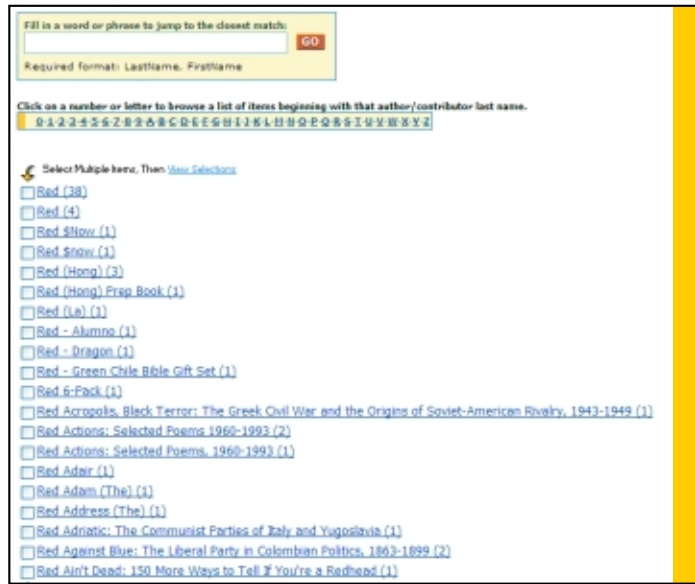 Fill in a word or phrase to jump to the closest match:
GO
Required format: LastName, FirstName
Click on a number or letter to browse a list of items beginning with that author/contributor last name.
0 1 2 3 4 5 6 7 8 9 A B C D E F G H I J K L M N O P Q R S T U V W X Y Z
Select Multiple Items, Then View Selections
Red (38)
Red (4)
Red $Now (1)
Red $now (1)
Red (Hong) (3)
Red (Hong) Prep Book (1)
Red (La) (1)
Red - Alumno (1)
Red - Dragon (1)
Red - Green Chile Bible Gift Set (1)
Red 6-Pack (1)
Red Acropolis, Black Terror: The Greek Civil War and the Origins of Soviet-American Rivalry, 1943-1949 (1)
Red Actions: Selected Poems 1960-1993 (2)
Red Actions: Selected Poems, 1960-1993 (1)
Red Adair (1)
Red Adam (The) (1)
Red Address (The) (1)
Red Adriatic: The Communist Parties of Italy and Yugoslavia (1)
Red Against Blue: The Liberal Party in Colombian Politics, 1863-1899 (2)
Red Ain't Dead: 150 More Ways to Tell If You're a Redhead (1)